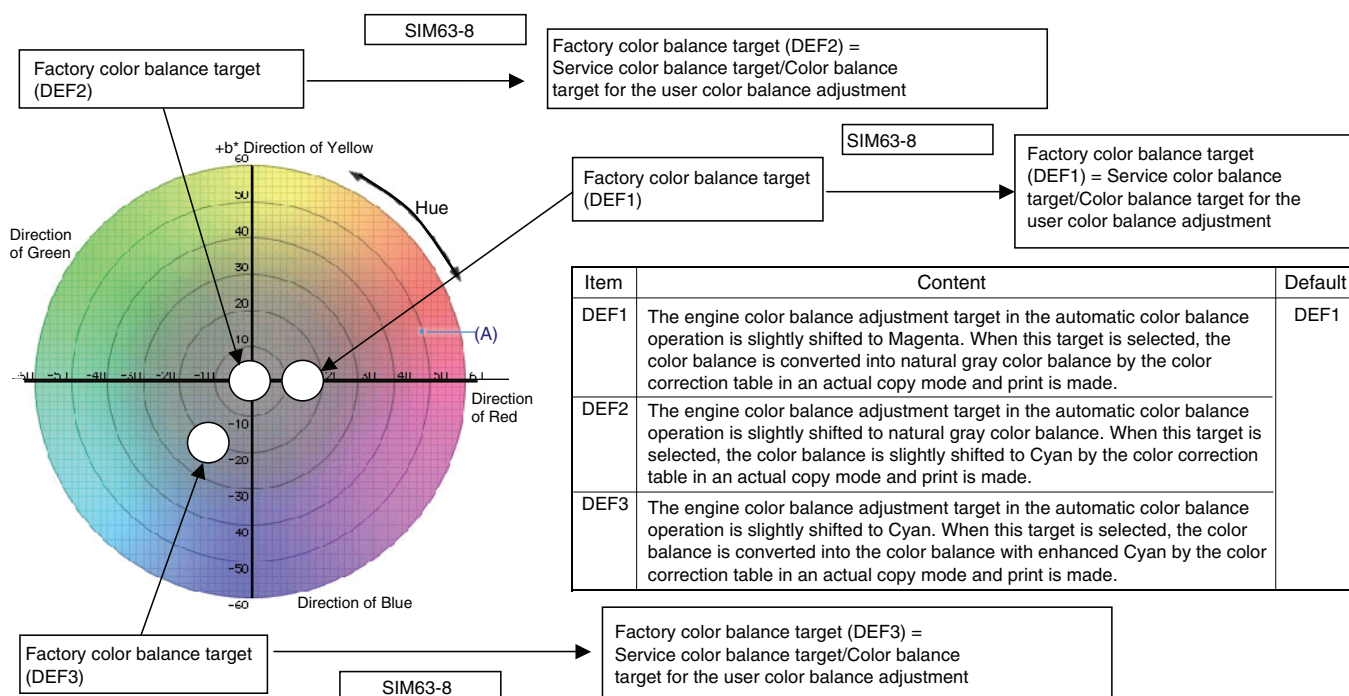 SIM63-8
Factory color balance target
(DEF2)
Factory color balance target (DEF2) =
Service color balance target/Color balance
target for the user color balance adjustment
SIM63-8
Factory color balance target
(DEF1)
Factory color balance target
(DEF1) = Service color balance
target/Color balance target for the
user color balance adjustment
+b* Direction of Yellow
60
50
40
30
20
10
Hue
Direction
of Green
(A)
-10
-20
-30
40
-50
-60
Direction
of Red
Direction of Blue
Item Content Default
DEF1 The engine color balance adjustment target in the automatic color balance DEF1
operation is slightly shifted to Magenta. When this target is selected, the
color balance is converted into natural gray color balance by the color
correction table in an actual copy mode and print is made.
DEF2 The engine color balance adjustment target in the automatic color balance
operation is slightly shifted to natural gray color balance. When this target is
selected, the color balance is slightly shifted to Cyan by the color correction
table in an actual copy mode and print is made.
DEF3 The engine color balance adjustment target in the automatic color balance
operation is slightly shifted to Cyan. When this target is selected, the color
balance is converted into the color balance with enhanced Cyan by the color
correction table in an actual copy mode and print is made.
Factory color balance target
(DEF3)
SIM63-8
Factory color balance target (DEF3) =
Service color balance target/Color balance
target for the user color balance adjustment